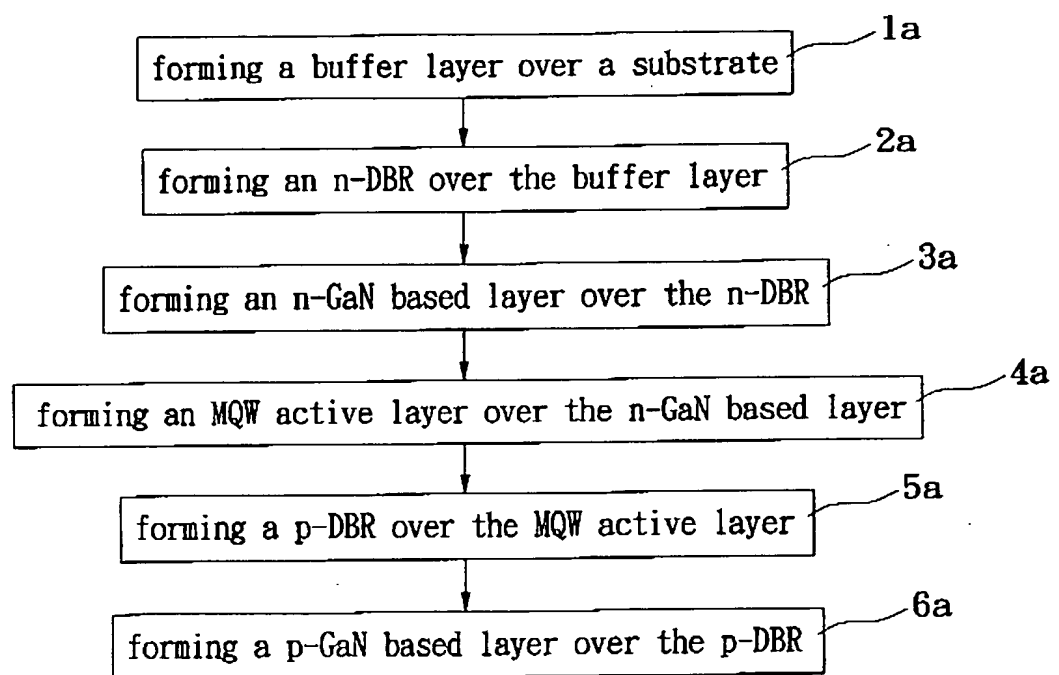 1a
forming a buffer layer over a substrate
2a
forming an n-DBR over the buffer layer
3a
forming an n-GaN based layer over the n-DBR
4a
forming an MQW active layer over the n-GaN based layer
5a
forming a p-DBR over the MQW active layer
6a
forming a p-GaN based layer over the p-DBR